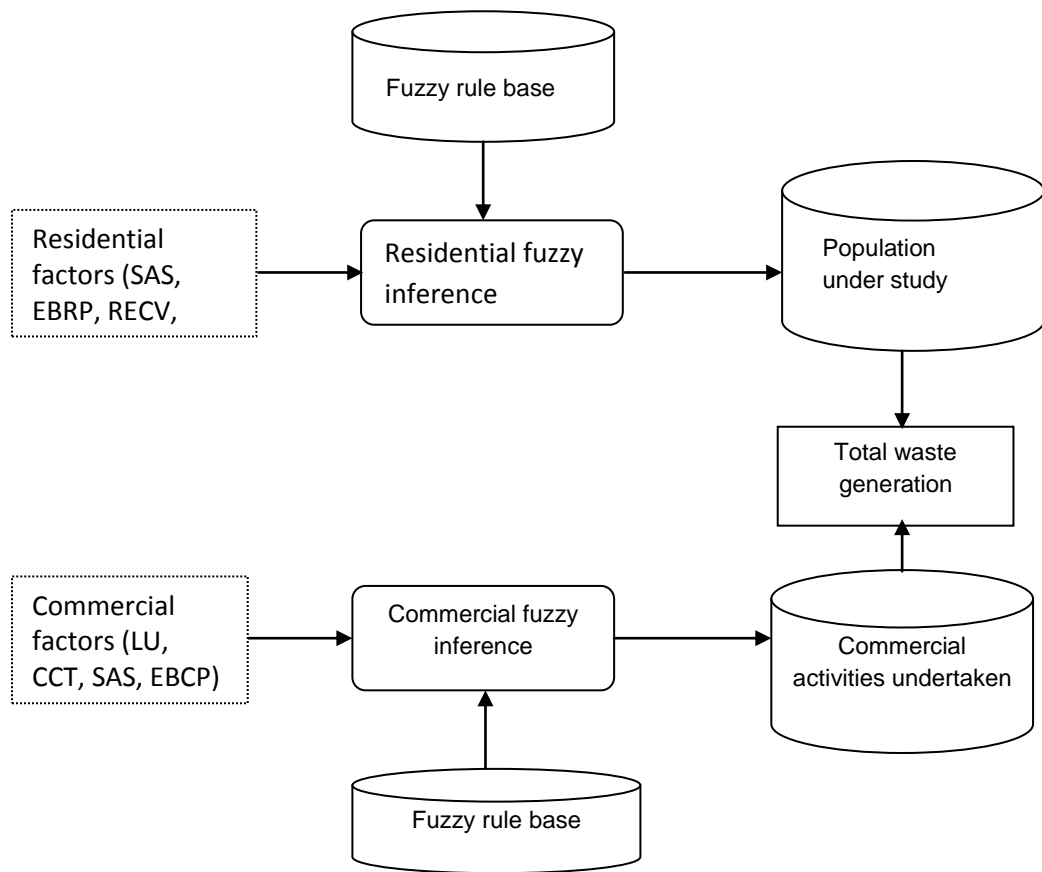 Fuzzy rule base
Residential
factors (SAS,
EBRP, RECV,
Residential fuzzy
inference
Population
under study
Total waste
generation
Commercial
factors (LU,
CCT, SAS, EBCP)
Commercial fuzzy
inference
Commercial
activities undertaken
Fuzzy rule base